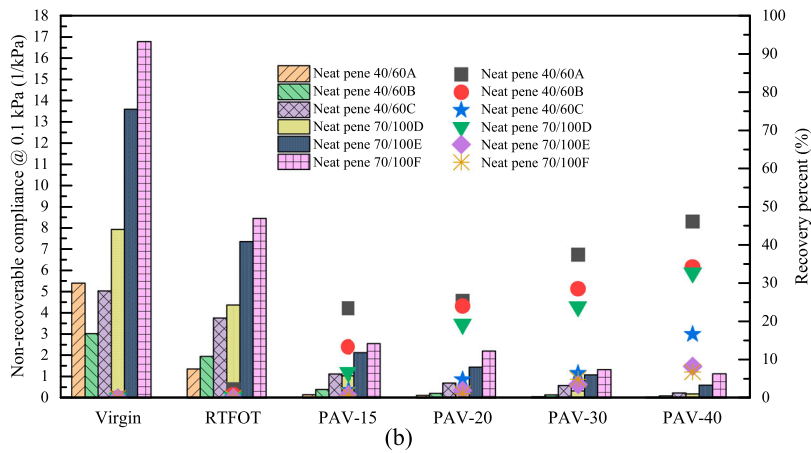 18
17
16
15
14
13
12
11
10
9
8
7
6
5
4
3
2
1
0
Non-recoverable compliance @ 0.1 kPa (1/kPa)
Neat pene 40/60A
Neat pene 40/60B
Neat pene 40/60C
Neat pene 70/100D
Neat pene 70/100E
Neat pene 70/100F
Neat pene 40/60A
Neat pene 40/60B
Neat pene 40/60C
Neat pene 70/100D
Neat pene 70/100E
Neat pene 70/100F
100
90
80
70
60
50
40
30
20
10
0
Recovery percent (%)
Virgin RTFOT PAV-15 PAV-20 PAV-30 PAV-40
(b)